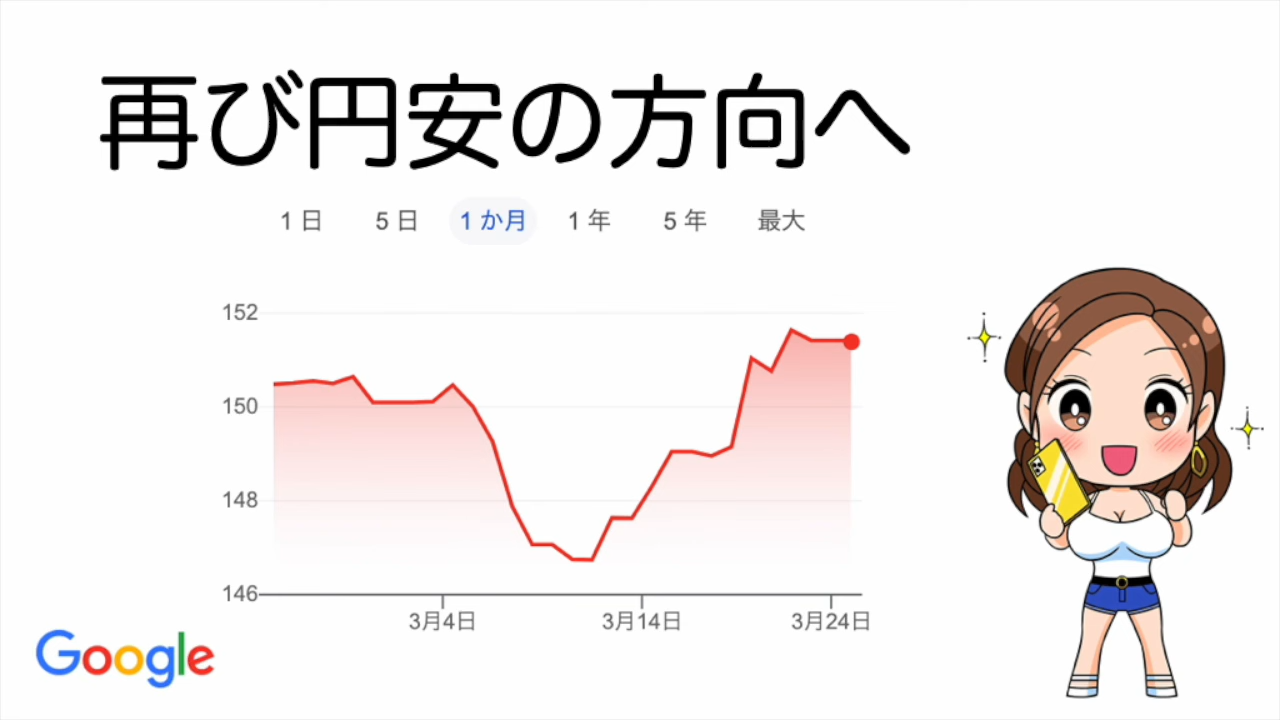 再び円安の方向へ
1日 5日 1か月 1年 5年 最大
152
150
148
146
3月4日 3月14日 3月24日
Google